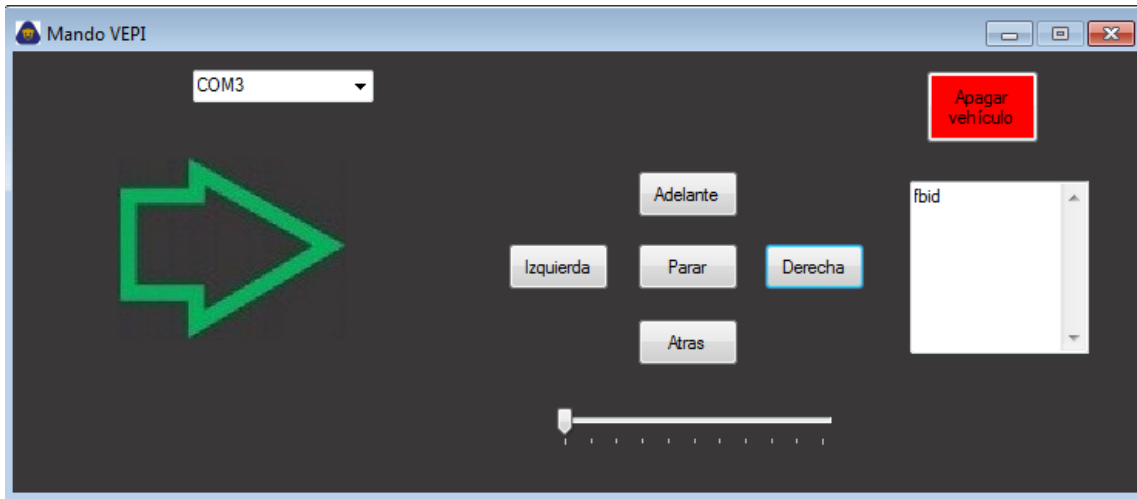 Mando VEPI
COM3
Apagar
vehículo
Adelante
fbid
Izquierda
Parar
Derecha
Atras